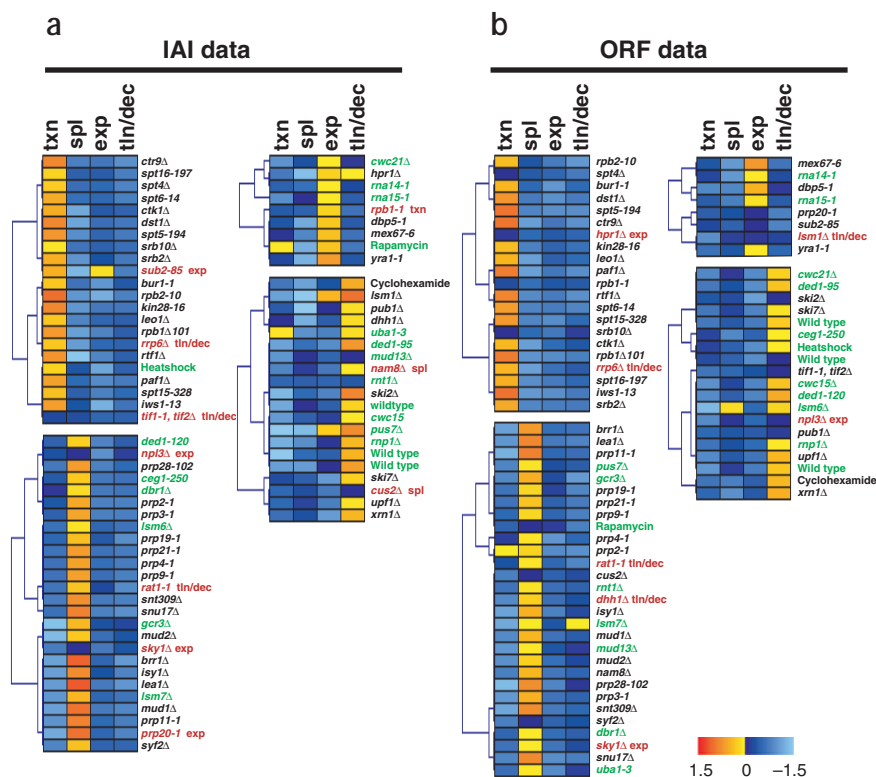 a
IAI data
txn
spl
exp
tln/dec
ctr9Δ
spt16-197
spt4Δ
spt6-14
ctk1Δ
dst1Δ
spt5-194
srb10Δ
srb2Δ
sub2-85 exp
bur1-1
rpb2-10
kin28-16
leo1Δ
rpb1Δ101
rrp6Δ tln/dec
rtf1Δ
Heatshock
paf1Δ
spt15-328
iws1-13
tif1-1, tif2Δ tln/dec
ded1-120
npl3Δ exp
prp28-102
ceg1-250
dbr1Δ
prp2-1
prp3-1
lsm6Δ
prp19-1
prp21-1
prp4-1
prp9-1
rat1-1 tln/dec
snt309Δ
snu17Δ
gcr3Δ
mud2Δ
sky1Δ exp
brr1Δ
isy1Δ
lea1Δ
lsm7Δ
mud1Δ
prp11-1
prp20-1 exp
syf2Δ
txn
spl
exp
tln/dec
cwc21Δ
hpr1Δ
rna14-1
rna15-1
rpb1-1 txn
dbp5-1
mex67-6
Rapamycin
yra1-1
Cyclohexamide
lsm1Δ
pub1Δ
dhh1Δ
uba1-3
ded1-95
mud13Δ
nam8Δ spl
rnt1Δ
ski2Δ
wildtype
cwc15
pus7Δ
rnp1Δ
Wild type
Wild type
ski7Δ
cus2Δ spl
upf1Δ
xrn1Δ
b
ORF data
txn
spl
exp
tln/dec
rpb2-10
spt4Δ
bur1-1
dst1Δ
spt5-194
ctr9Δ
hpr1Δ exp
kin28-16
leo1Δ
paf1Δ
rpb1-1
rtf1Δ
spt6-14
spt15-328
srb10Δ
ctk1Δ
rpb1Δ101
rrp6Δ tln/dec
spt16-197
iws1-13
srb2Δ
brr1Δ
lea1Δ
prp11-1
pus7Δ
gcr3Δ
prp19-1
prp21-1
prp9-1
Rapamycin
prp4-1
prp2-1
rat1-1 tln/dec
cus2Δ
rnt1Δ
dhh1Δ tln/dec
isy1Δ
lsm7Δ
mud1Δ
mud13Δ
mud2Δ
nam8Δ
prp28-102
prp3-1
snt309Δ
syf2Δ
dbr1Δ
sky1Δ exp
snu17Δ
uba1-3
txn
spl
exp
tln/dec
mex67-6
rna14-1
dbp5-1
rna15-1
prp20-1
sub2-85
lsm1Δ tln/dec
yra1-1
cwc21Δ
ded1-95
ski2Δ
ski7Δ
Wild type
ceg1-250
Heatshock
Wild type
tif1-1, tif2Δ
cwc15Δ
ded1-120
lsm6Δ
npl3Δ exp
pub1Δ
rnp1Δ
upf1Δ
Wild type
Cyclohexamide
xrn1Δ
1.5 0 −1.5